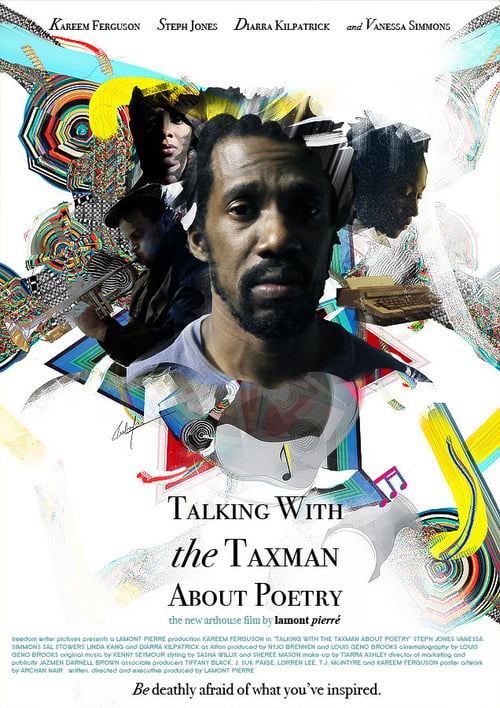 KAREEM FERGUSON STEPH JONES DIARRA KILPATRICK and VANESSA SIMMONS
TALKING WITH
the TAXMAN
ABOUT POETRY
the new arthouse film by lamont pierré
freedom writer pictures presents a LAMONT PIERRE production KAREEM FERGUSON in "TALKING WITH THE TAXMAN ABOUT POETRY" STEPH JONES VANESSA
SIMMONS SAL STOWERS LINDA KANG and DIARRA KILPATRICK as Afton produced by NYJO BRENNEN and LOUIS GENO BROOKS cinematography by LOUIS
GENO BROOKS original music by KENNY SEYMOUR styling by SASHA WILLIX and SHEREE MASON make-up by TIARRA ASHLEY director of marketing and
publicity JAZMEN DARNELL BROWN associate producers TIFFANY BLACK, J. SUK PAIGE, LORREN LEE, T.J. McINTYRE and KAREEM FERGUSON poster artwork
by ARCHAN NAIR written, directed and executive produced by LAMONT PIERRE
Be deathly afraid of what you've inspired.